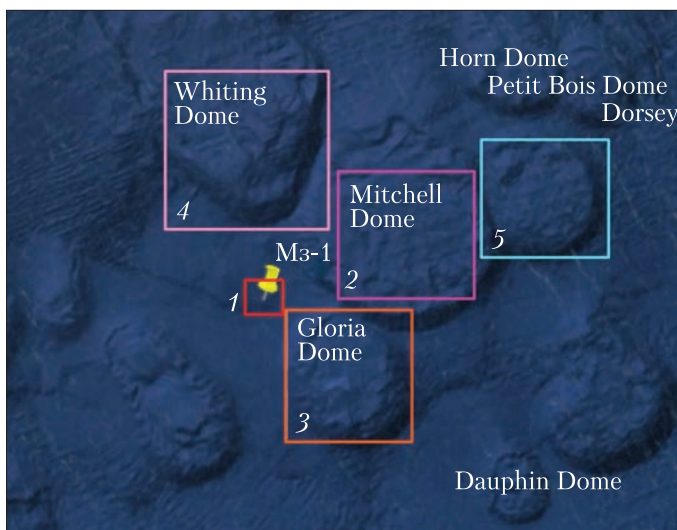 Horn Dome
Petit Bois Dome
Dorsey
Whiting
Dome
4
Mitchell
Dome
2
5
M3-1
1
Gloria
Dome
3
Dauphin Dome